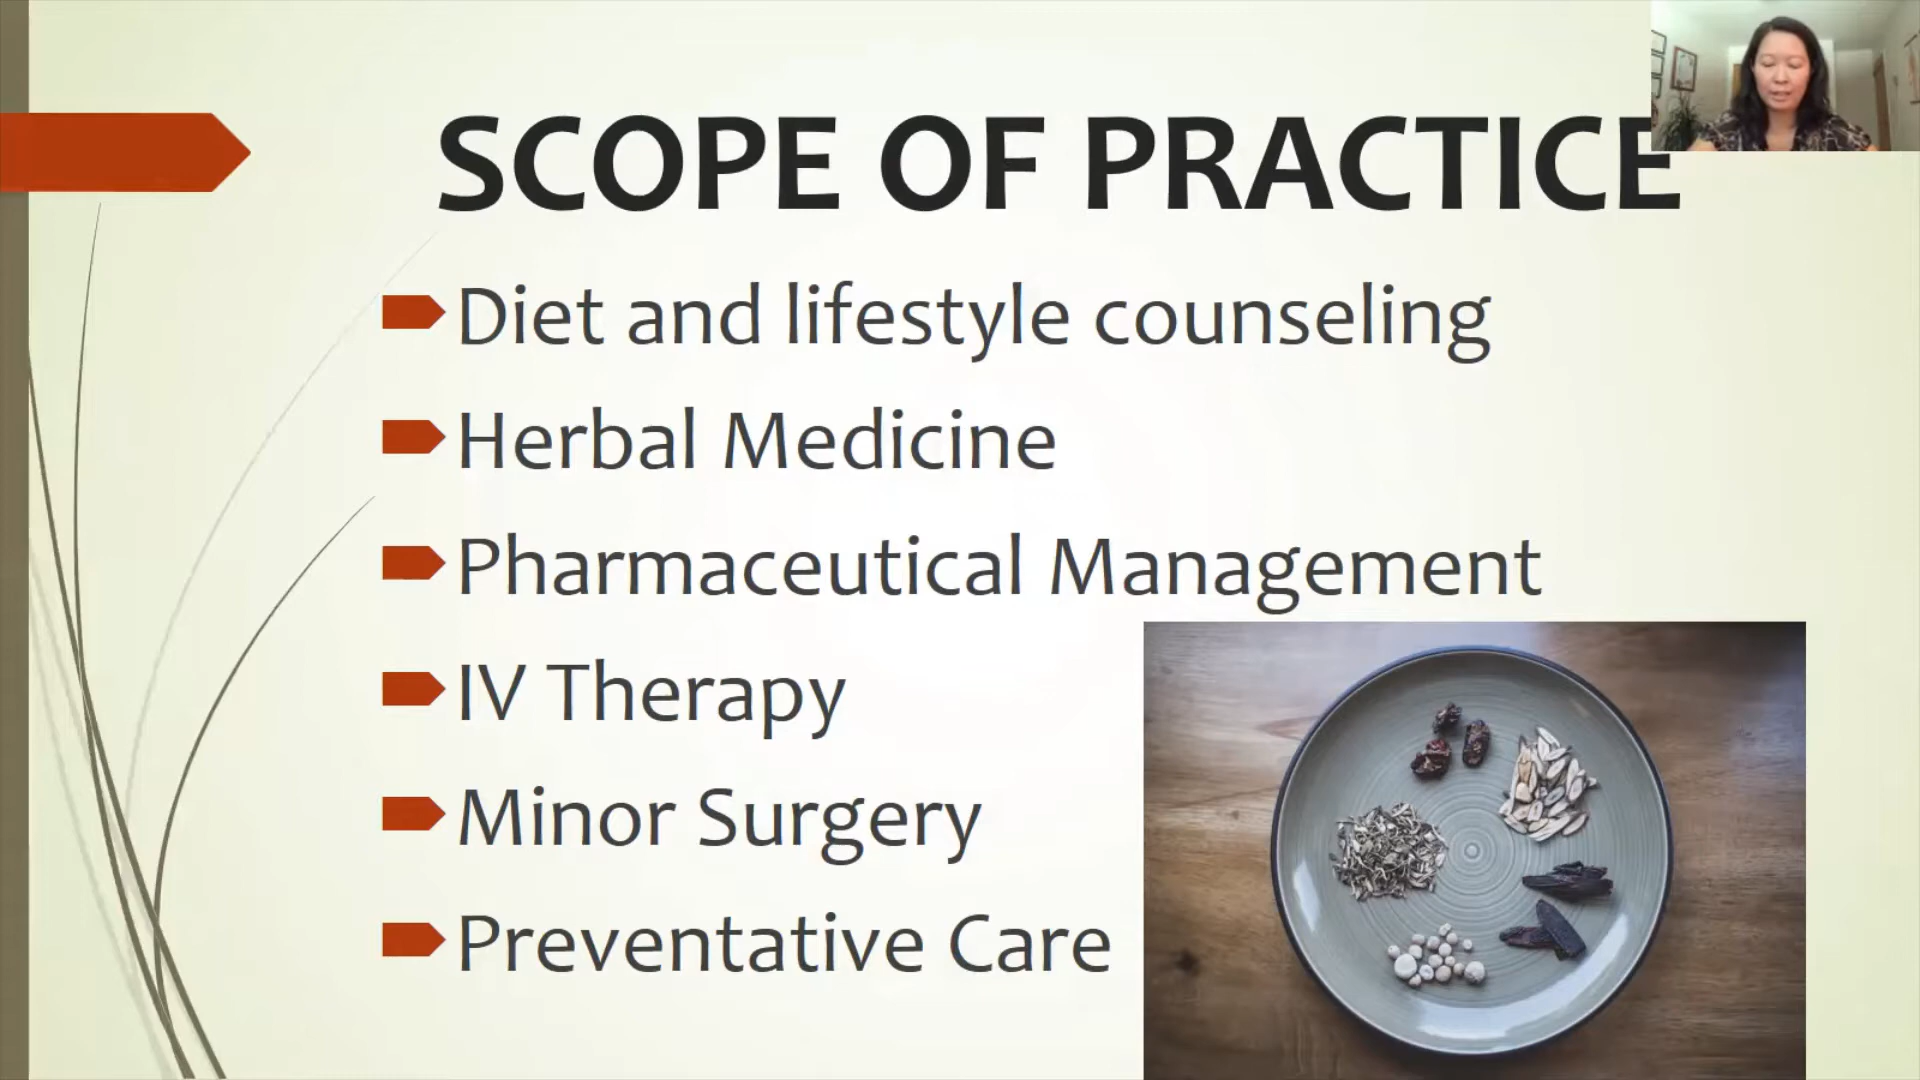 SCOPE OF PRACTICE
Diet and lifestyle counseling
Herbal Medicine
Pharmaceutical Management
IV Therapy
Minor Surgery
Preventative Care